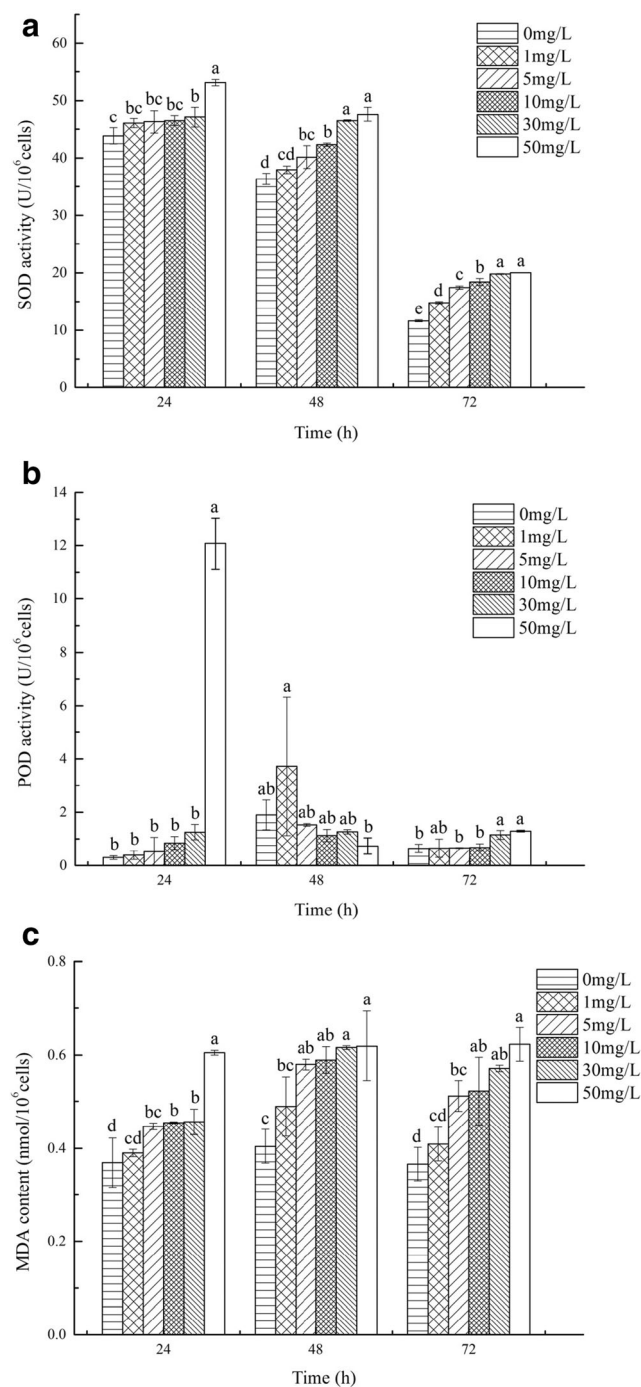 a
0mg/L
1mg/L
5mg/L
10mg/L
30mg/L
50mg/L
SOD activity (U/10⁶cells)
60
50
40
30
20
10
0
c bc bc bc b a
d cd bc b a a
e d c b a a
24 48 72
Time (h)
b
0mg/L
1mg/L
5mg/L
10mg/L
30mg/L
50mg/L
POD activity (U/10⁶cells)
14
12
10
8
6
4
2
0
b b b b b a
ab a ab ab ab b
b ab b b a a
24 48 72
Time (h)
c
0mg/L
1mg/L
5mg/L
10mg/L
30mg/L
50mg/L
MDA content (nmol/10⁶cells)
0.8
0.6
0.4
0.2
0.0
d cd bc b b a
c bc ab ab a a
d cd bc ab ab a
24 48 72
Time (h)